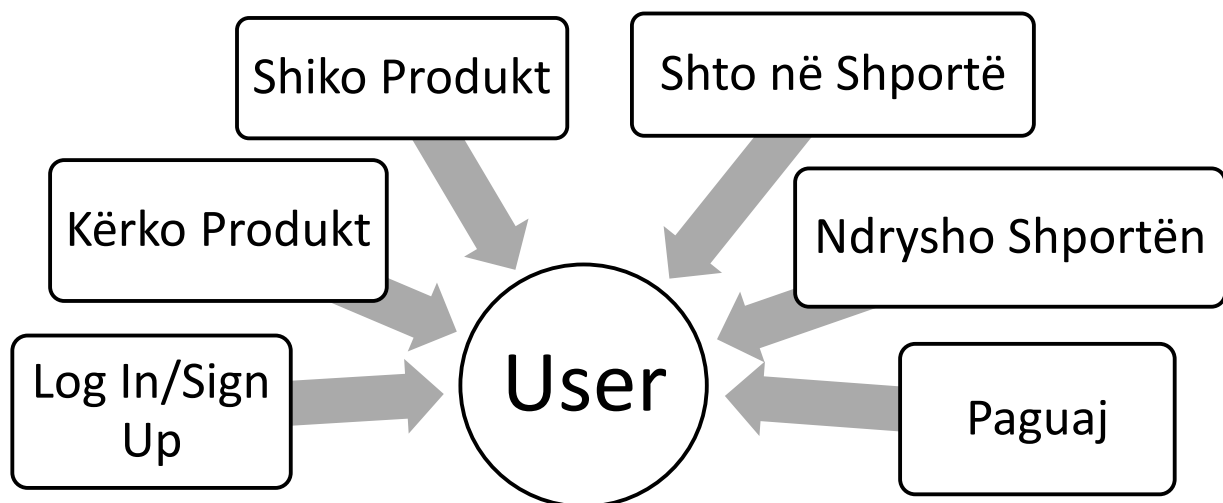 Shiko Produkt
Shto në Shportë
Kërko Produkt
Ndrysho Shportën
Log In/Sign
Up
User
Paguaj